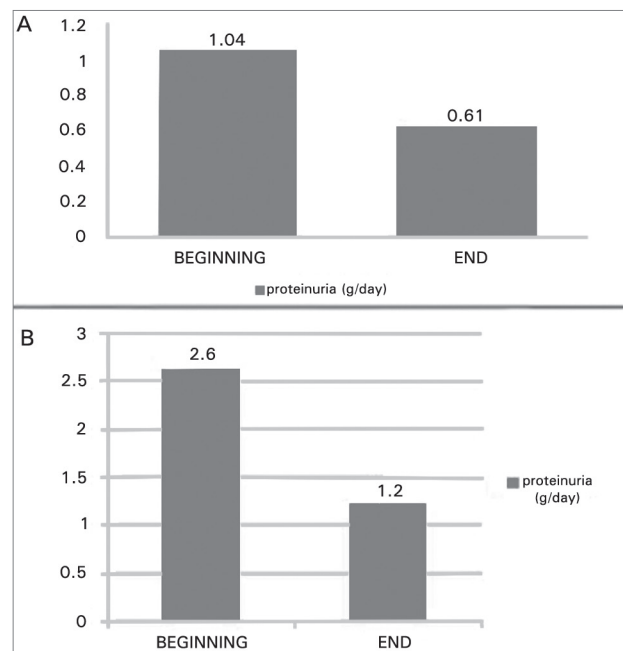 A
1.2
1
0.8
0.6
0.4
0.2
0
1.04
0.61
BEGINNING END
proteinuria (g/day)
B
3
2.5
2
1.5
1
0.5
0
2.6
1.2
BEGINNING END
proteinuria
(g/day)